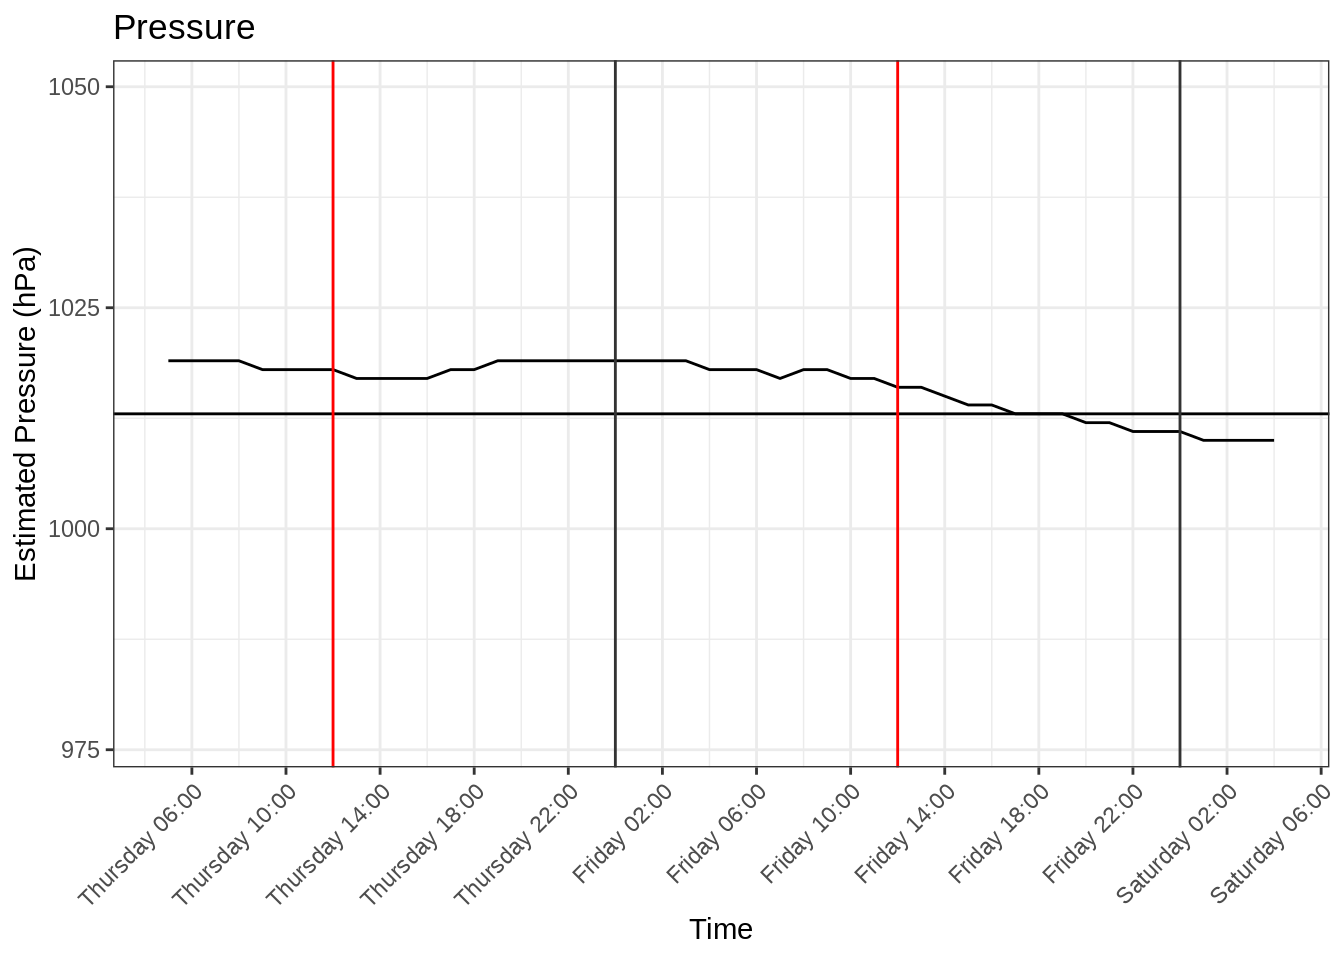 Pressure
Estimated Pressure (hPa)
1050
1025
1000
975
Thursday 06:00
Thursday 10:00
Thursday 14:00
Thursday 18:00
Thursday 22:00
Friday 02:00
Friday 06:00
Friday 10:00
Friday 14:00
Friday 18:00
Friday 22:00
Saturday 02:00
Saturday 06:00
Time